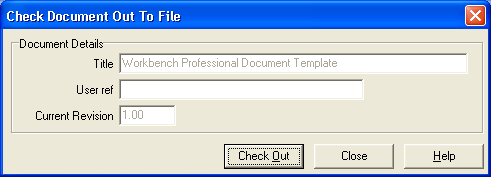 Check Document Out To File
Document Details
Title Workbench Professional Document Template
User ref
Current Revision 1.00
Check Out Close Help